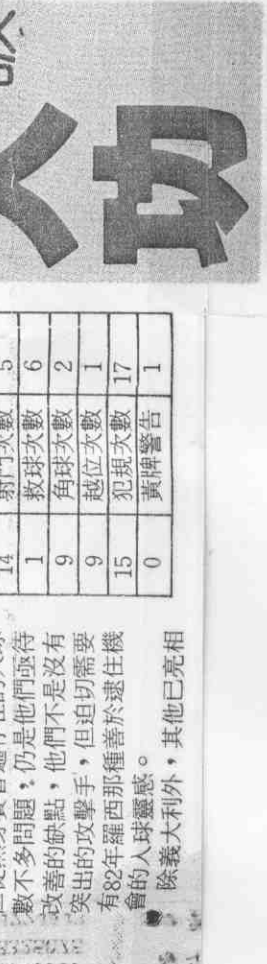 數不多問題，仍是他們亟待
改善的缺點，他們不是沒有
突出的攻擊手，但迫切需要
有82年羅西那種善於逮住機
會的入球靈感。
除義大利外，其他已亮相
14 射門次數 5
1 救球次數 6
9 角球次數 2
9 越位次數 1
15 犯規次數 17
0 黃牌警告 1
功